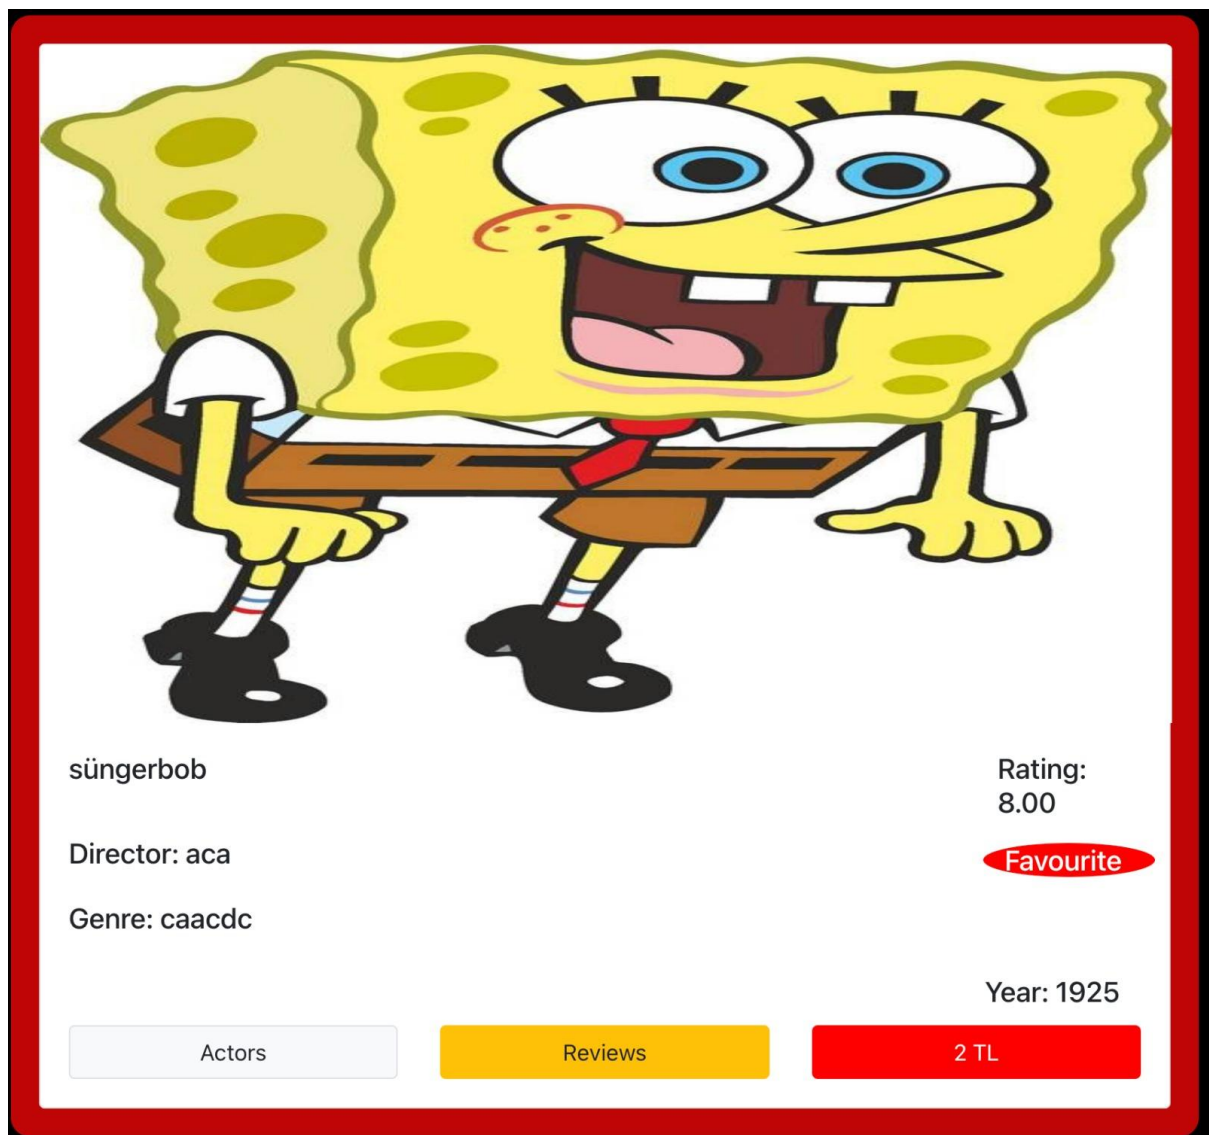 süngerbob
Rating:
8.00
Director: aca
Favourite
Genre: caacdc
Year: 1925
Actors
Reviews
2 TL